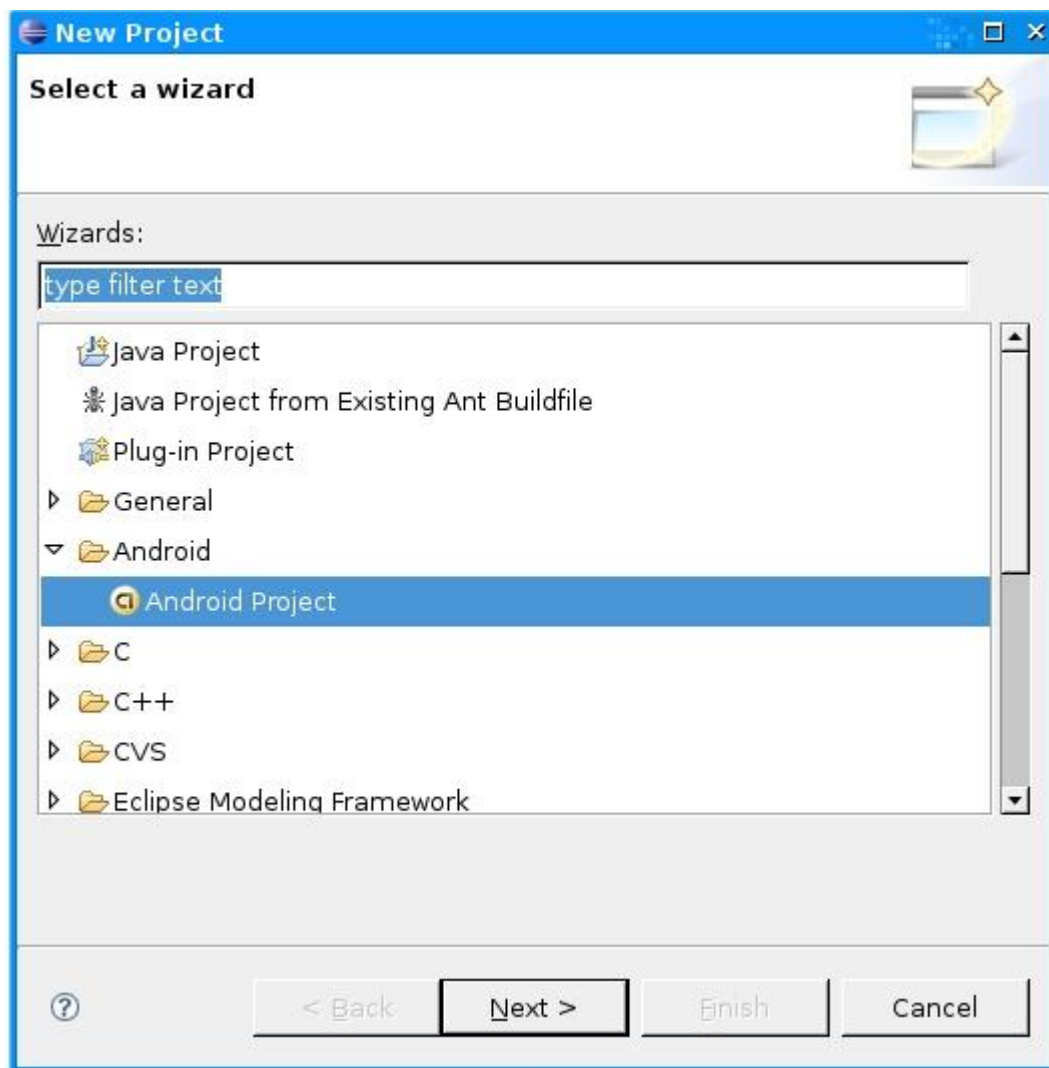 New Project
Select a wizard
Wizards:
type filter text
Java Project
Java Project from Existing Ant Buildfile
Plug-in Project
General
Android
Android Project
C
C++
CVS
Eclipse Modeling Framework
? < Back Next > Finish Cancel